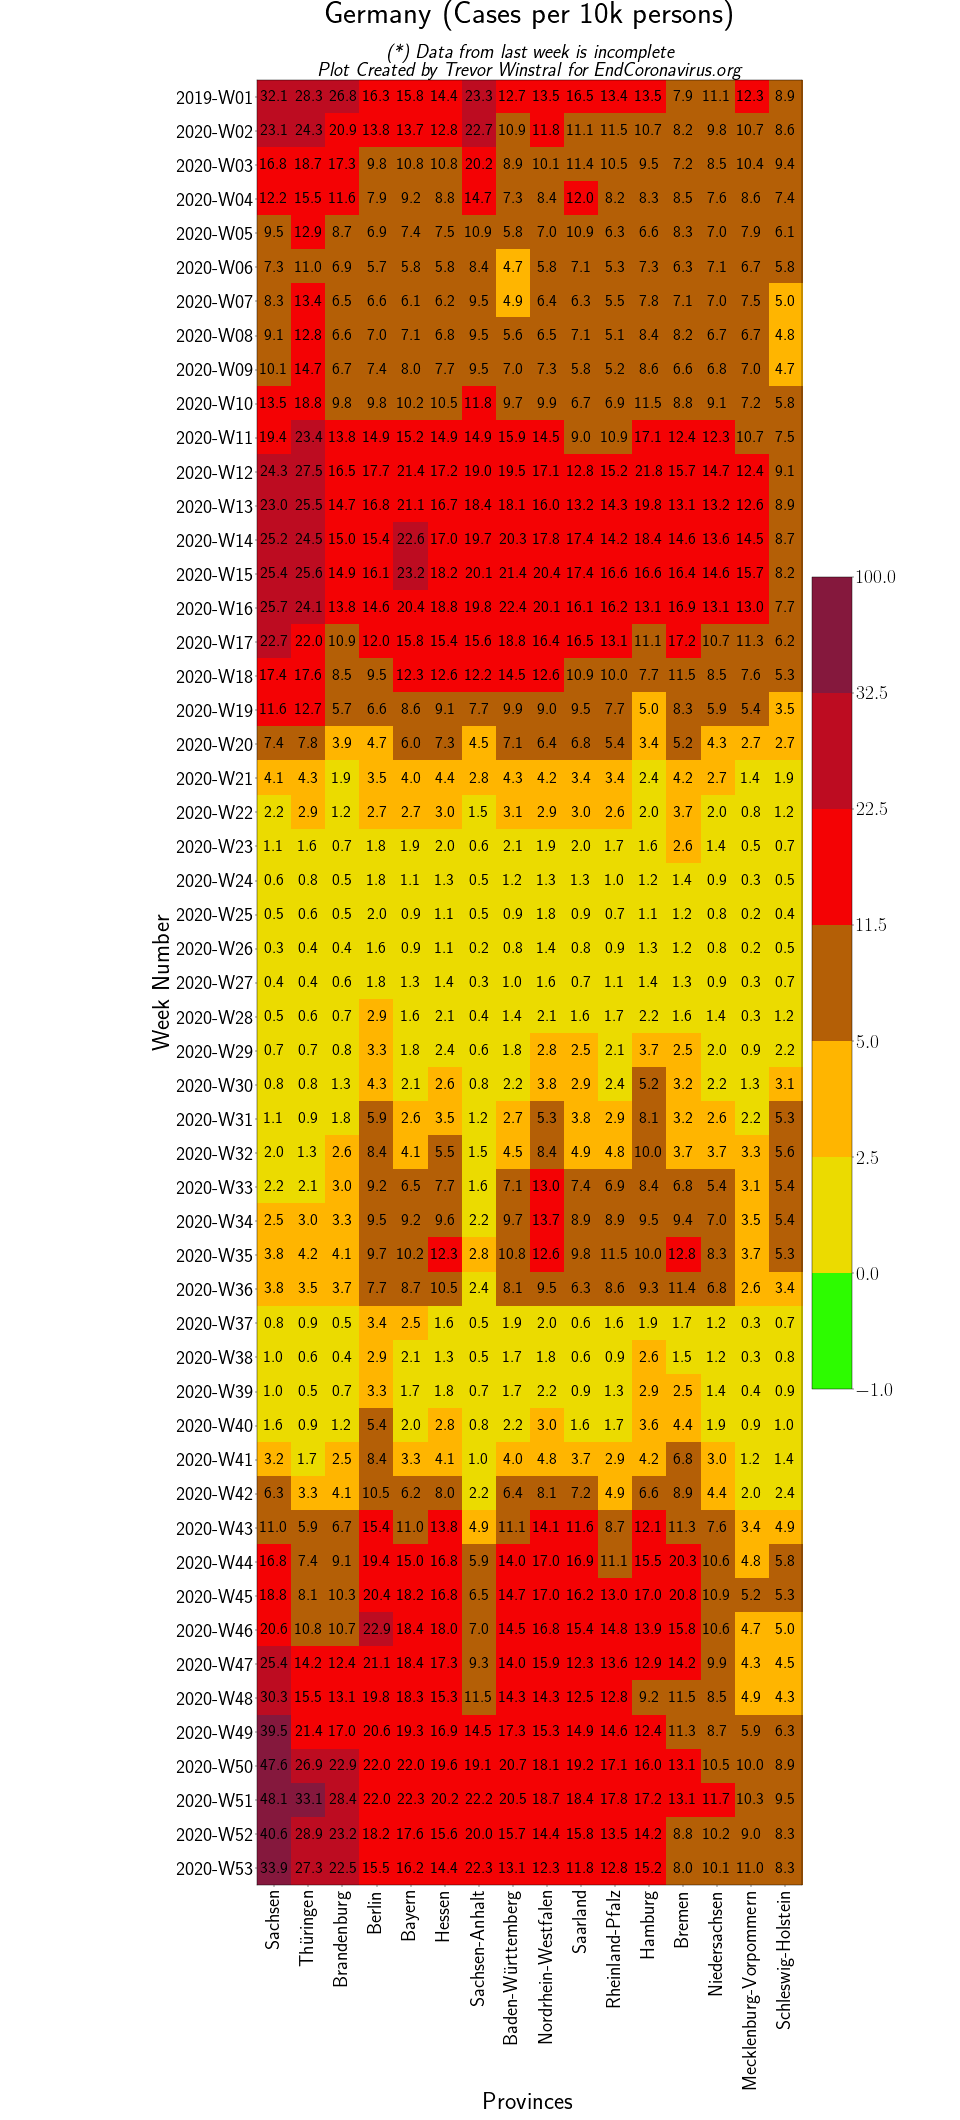 Germany (Cases per 10k persons)
(*) Data from last week is incomplete
Plot Created by Trevor Winstral for EndCoronavirus.org
2019-W01 32.1 28.3 26.8 16.3 15.8 14.4 23.3 12.7 13.5 16.5 13.4 13.5 7.9 11.1 12.3 8.9
2020-W02 23.1 24.3 20.9 13.8 13.7 12.8 22.7 10.9 11.8 11.1 11.5 10.7 8.2 9.8 10.7 8.6
2020-W03 16.8 18.7 17.3 9.8 10.8 10.8 20.2 8.9 10.1 11.4 10.5 9.5 7.2 8.5 10.4 9.4
2020-W04 12.2 15.5 11.6 7.9 9.2 8.8 14.7 7.3 8.4 12.0 8.2 8.3 8.5 7.6 8.6 7.4
2020-W05 9.5 12.9 8.7 6.9 7.4 7.5 10.9 5.8 7.0 10.9 6.3 6.6 8.3 7.0 7.9 6.1
2020-W06 7.3 11.0 6.9 5.7 5.8 5.8 8.4 4.7 5.8 7.1 5.3 7.3 6.3 7.1 6.7 5.8
2020-W07 8.3 13.4 6.5 6.6 6.1 6.2 9.5 4.9 6.4 6.3 5.5 7.8 7.1 7.0 7.5 5.0
2020-W08 9.1 12.8 6.6 7.0 7.1 6.8 9.5 5.6 6.5 7.1 5.1 8.4 8.2 6.7 6.7 4.8
2020-W09 10.1 14.7 6.7 7.4 8.0 7.7 9.5 7.0 7.3 5.8 5.2 8.6 6.6 6.8 7.0 4.7
2020-W10 13.5 18.8 9.8 9.8 10.2 10.5 11.8 9.7 9.9 6.7 6.9 11.5 8.8 9.1 7.2 5.8
2020-W11 19.4 23.4 13.8 14.9 15.2 14.9 14.9 15.9 14.5 9.0 10.9 17.1 12.4 12.3 10.7 7.5
2020-W12 24.3 27.5 16.5 17.7 21.4 17.2 19.0 19.5 17.1 12.8 15.2 21.8 15.7 14.7 12.4 9.1
2020-W13 23.0 25.5 14.7 16.8 21.1 16.7 18.4 18.1 16.0 13.2 14.3 19.8 13.1 13.2 12.6 8.9
2020-W14 25.2 24.5 15.0 15.4 22.6 17.0 19.7 20.3 17.8 17.4 14.2 18.4 14.6 13.6 14.5 8.7
2020-W15 25.4 25.6 14.9 16.1 23.2 18.2 20.1 21.4 20.4 17.4 16.6 16.6 16.4 14.6 15.7 8.2
2020-W16 25.7 24.1 13.8 14.6 20.4 18.8 19.8 22.4 20.1 16.1 16.2 13.1 16.9 13.1 13.0 7.7
2020-W17 22.7 22.0 10.9 12.0 15.8 15.4 15.6 18.8 16.4 16.5 13.1 11.1 17.2 10.7 11.3 6.2
2020-W18 17.4 17.6 8.5 9.5 12.3 12.6 12.2 14.5 12.6 10.9 10.0 7.7 11.5 8.5 7.6 5.3
2020-W19 11.6 12.7 5.7 6.6 8.6 9.1 7.7 9.9 9.0 9.5 7.7 5.0 8.3 5.9 5.4 3.5
2020-W20 7.4 7.8 3.9 4.7 6.0 7.3 4.5 7.1 6.4 6.8 5.4 3.4 5.2 4.3 2.7 2.7
2020-W21 4.1 4.3 1.9 3.5 4.0 4.4 2.8 4.3 4.2 3.4 3.4 2.4 4.2 2.7 1.4 1.9
2020-W22 2.2 2.9 1.2 2.7 2.7 3.0 1.5 3.1 2.9 3.0 2.6 2.0 3.7 2.0 0.8 1.2
2020-W23 1.1 1.6 0.7 1.8 1.9 2.0 0.6 2.1 1.9 2.0 1.7 1.6 2.6 1.4 0.5 0.7
2020-W24 0.6 0.8 0.5 1.8 1.1 1.3 0.5 1.2 1.3 1.3 1.0 1.2 1.4 0.9 0.3 0.5
2020-W25 0.5 0.6 0.5 2.0 0.9 1.1 0.5 0.9 1.8 0.9 0.7 1.1 1.2 0.8 0.2 0.4
2020-W26 0.3 0.4 0.4 1.6 0.9 1.1 0.2 0.8 1.4 0.8 0.9 1.3 1.2 0.8 0.2 0.5
2020-W27 0.4 0.4 0.6 1.8 1.3 1.4 0.3 1.0 1.6 0.7 1.1 1.4 1.3 0.9 0.3 0.7
2020-W28 0.5 0.6 0.7 2.9 1.6 2.1 0.4 1.4 2.1 1.6 1.7 2.2 1.6 1.4 0.3 1.2
2020-W29 0.7 0.7 0.8 3.3 1.8 2.4 0.6 1.8 2.8 2.5 2.1 3.7 2.5 2.0 0.9 2.2
2020-W30 0.8 0.8 1.3 4.3 2.1 2.6 0.8 2.2 3.8 2.9 2.4 5.2 3.2 2.2 1.3 3.1
2020-W31 1.1 0.9 1.8 5.9 2.6 3.5 1.2 2.7 5.3 3.8 2.9 8.1 3.2 2.6 2.2 5.3
2020-W32 2.0 1.3 2.6 8.4 4.1 5.5 1.5 4.5 8.4 4.9 4.8 10.0 3.7 3.7 3.3 5.6
2020-W33 2.2 2.1 3.0 9.2 6.5 7.7 1.6 7.1 13.0 7.4 6.9 8.4 6.8 5.4 3.1 5.4
2020-W34 2.5 3.0 3.3 9.5 9.2 9.6 2.2 9.7 13.7 8.9 8.9 9.5 9.4 7.0 3.5 5.4
2020-W35 3.8 4.2 4.1 9.7 10.2 12.3 2.8 10.8 12.6 9.8 11.5 10.0 12.8 8.3 3.7 5.3
2020-W36 3.8 3.5 3.7 7.7 8.7 10.5 2.4 8.1 9.5 6.3 8.6 9.3 11.4 6.8 2.6 3.4
2020-W37 0.8 0.9 0.5 3.4 2.5 1.6 0.5 1.9 2.0 0.6 1.6 1.9 1.7 1.2 0.3 0.7
2020-W38 1.0 0.6 0.4 2.9 2.1 1.3 0.5 1.7 1.8 0.6 0.9 2.6 1.5 1.2 0.3 0.8
2020-W39 1.0 0.5 0.7 3.3 1.7 1.8 0.7 1.7 2.2 0.9 1.3 2.9 2.5 1.4 0.4 0.9
2020-W40 1.6 0.9 1.2 5.4 2.0 2.8 0.8 2.2 3.0 1.6 1.7 3.6 4.4 1.9 0.9 1.0
2020-W41 3.2 1.7 2.5 8.4 3.3 4.1 1.0 4.0 4.8 3.7 2.9 4.2 6.8 3.0 1.2 1.4
2020-W42 6.3 3.3 4.1 10.5 6.2 8.0 2.2 6.4 8.1 7.2 4.9 6.6 8.9 4.4 2.0 2.4
2020-W43 11.0 5.9 6.7 15.4 11.0 13.8 4.9 11.1 14.1 11.6 8.7 12.1 11.3 7.6 3.4 4.9
2020-W44 16.8 7.4 9.1 19.4 15.0 16.8 5.9 14.0 17.0 16.9 11.1 15.5 20.3 10.6 4.8 5.8
2020-W45 18.8 8.1 10.3 20.4 18.2 16.8 6.5 14.7 17.0 16.2 13.0 17.0 20.8 10.9 5.2 5.3
2020-W46 20.6 10.8 10.7 22.9 18.4 18.0 7.0 14.5 16.8 15.4 14.8 13.9 15.8 10.6 4.7 5.0
2020-W47 25.4 14.2 12.4 21.1 18.4 17.3 9.3 14.0 15.9 12.3 13.6 12.9 14.2 9.9 4.3 4.5
2020-W48 30.3 15.5 13.1 19.8 18.3 15.3 11.5 14.3 14.3 12.5 12.8 9.2 11.5 8.5 4.9 4.3
2020-W49 39.5 21.4 17.0 20.6 19.3 16.9 14.5 17.3 15.3 14.9 14.6 12.4 11.3 8.7 5.9 6.3
2020-W50 47.6 26.9 22.9 22.0 22.0 19.6 19.1 20.7 18.1 19.2 17.1 16.0 13.1 10.5 10.0 8.9
2020-W51 48.1 33.1 28.4 22.0 22.3 20.2 22.2 20.5 18.7 18.4 17.8 17.2 13.1 11.7 10.3 9.5
2020-W52 40.6 28.9 23.2 18.2 17.6 15.6 20.0 15.7 14.4 15.8 13.5 14.2 8.8 10.2 9.0 8.3
2020-W53 33.9 27.3 22.5 15.5 16.2 14.4 22.3 13.1 12.3 11.8 12.8 15.2 8.0 10.1 11.0 8.3
Week Number
Sachsen
Thüringen
Brandenburg
Berlin
Bayern
Hessen
Sachsen-Anhalt
Baden-Württemberg
Nordrhein-Westfalen
Saarland
Rheinland-Pfalz
Hamburg
Bremen
Niedersachsen
Mecklenburg-Vorpommern
Schleswig-Holstein
Provinces
100.0
32.5
22.5
11.5
5.0
2.5
0.0
−1.0